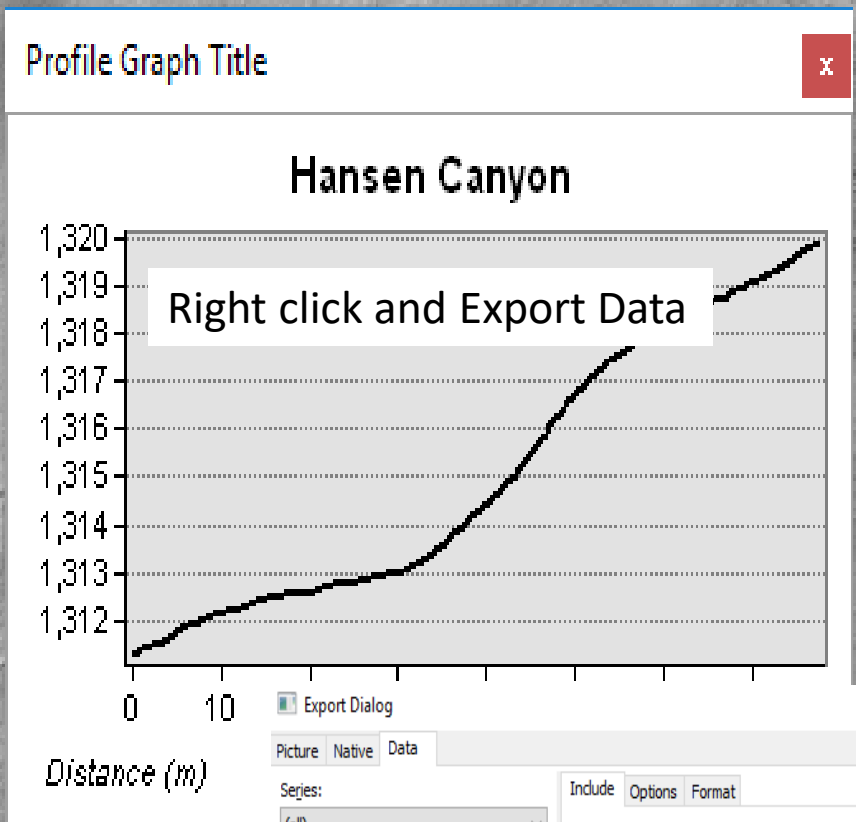 Profile Graph Title
x
Hansen Canyon
1,320
1,319
Right click and Export Data
1,318
1,317
1,316
1,315
1,314
1,313
1,312
0 10
Export Dialog
Picture Native Data
Distance (m)
Series:
Include Options Format